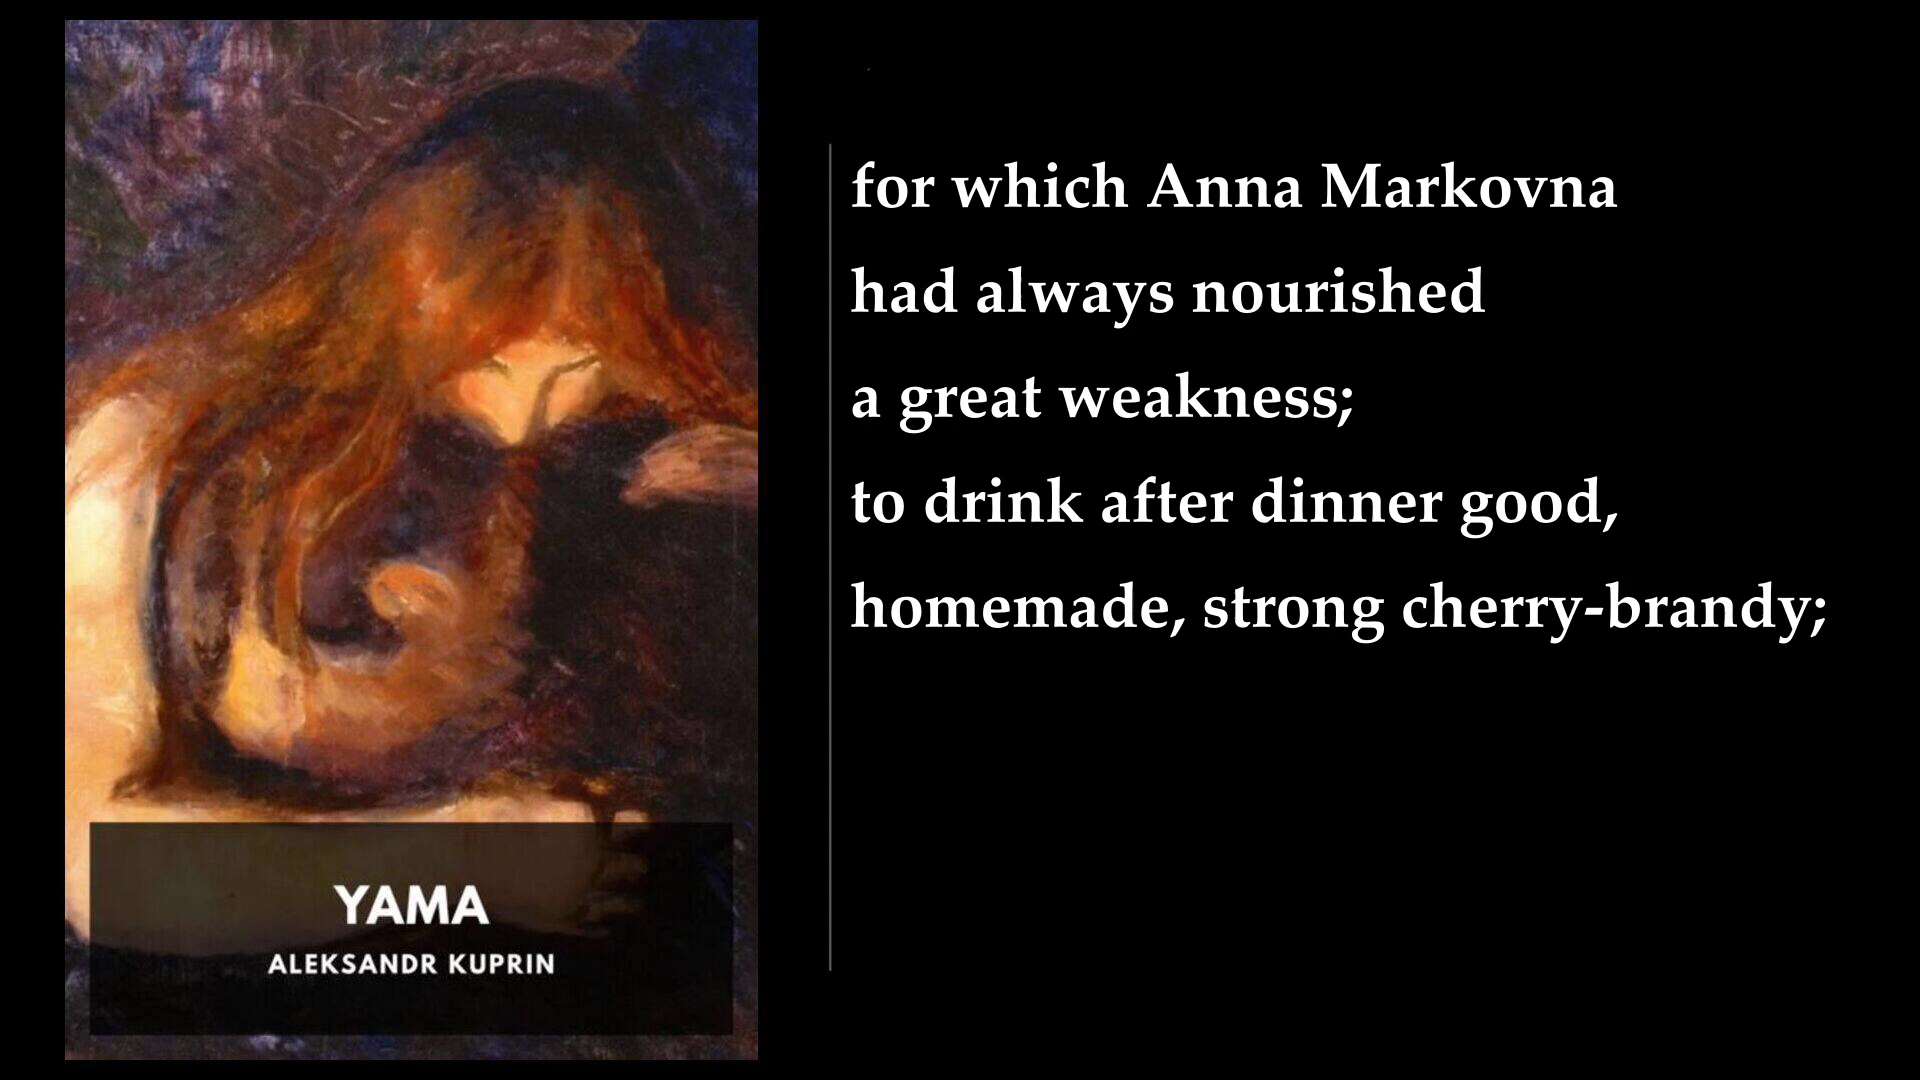 for which Anna Markovna
had always nourished
a great weakness;
to drink after dinner good,
homemade, strong cherry-brandy;
YAMA
ALEKSANDR KUPRIN